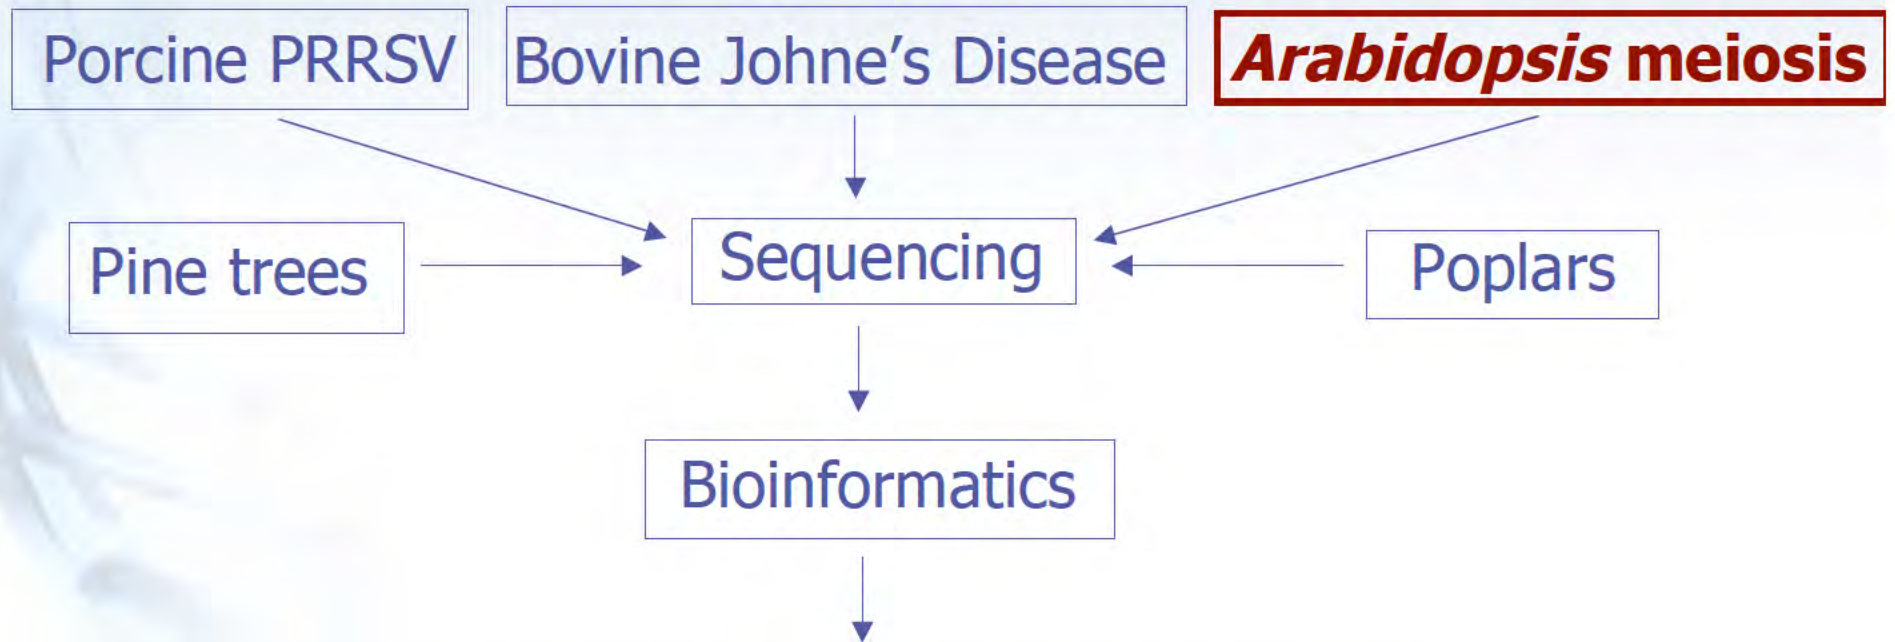 Porcine PRRSV
Bovine Johne's Disease
Arabidopsis meiosis
Pine trees
Sequencing
Poplars
Bioinformatics